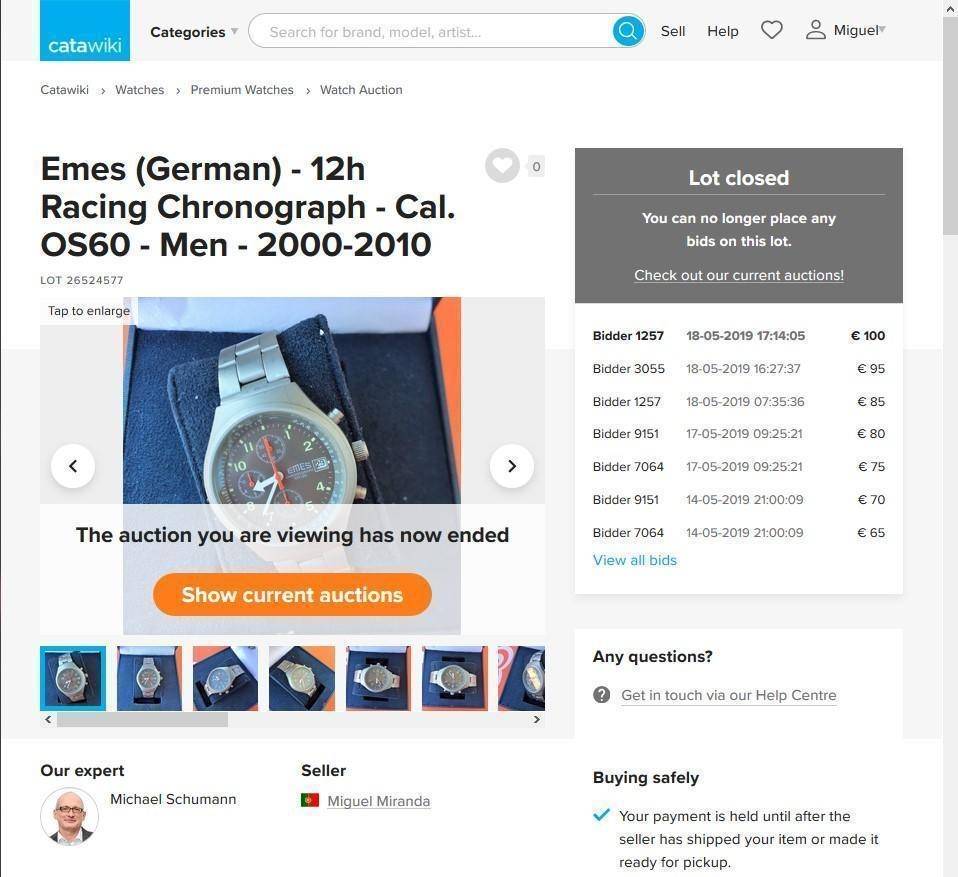 catawiki
Categories
Search for brand, model, artist...
Sell
Help
Miguel
Catawiki › Watches › Premium Watches › Watch Auction
Emes (German) - 12h
Racing Chronograph - Cal.
OS60 - Men - 2000-2010
0
LOT 26524577
Tap to enlarge
EMES
The auction you are viewing has now ended
Show current auctions
Our expert
Michael Schumann
Seller
Miguel Miranda
Lot closed
You can no longer place any
bids on this lot.
Check out our current auctions!
Bidder 1257 18-05-2019 17:14:05 € 100
Bidder 3055 18-05-2019 16:27:37 € 95
Bidder 1257 18-05-2019 07:35:36 € 85
Bidder 9151 17-05-2019 09:25:21 € 80
Bidder 7064 17-05-2019 09:25:21 € 75
Bidder 9151 14-05-2019 21:00:09 € 70
Bidder 7064 14-05-2019 21:00:09 € 65
View all bids
Any questions?
Get in touch via our Help Centre
Buying safely
Your payment is held until after the
seller has shipped your item or made it
ready for pickup.